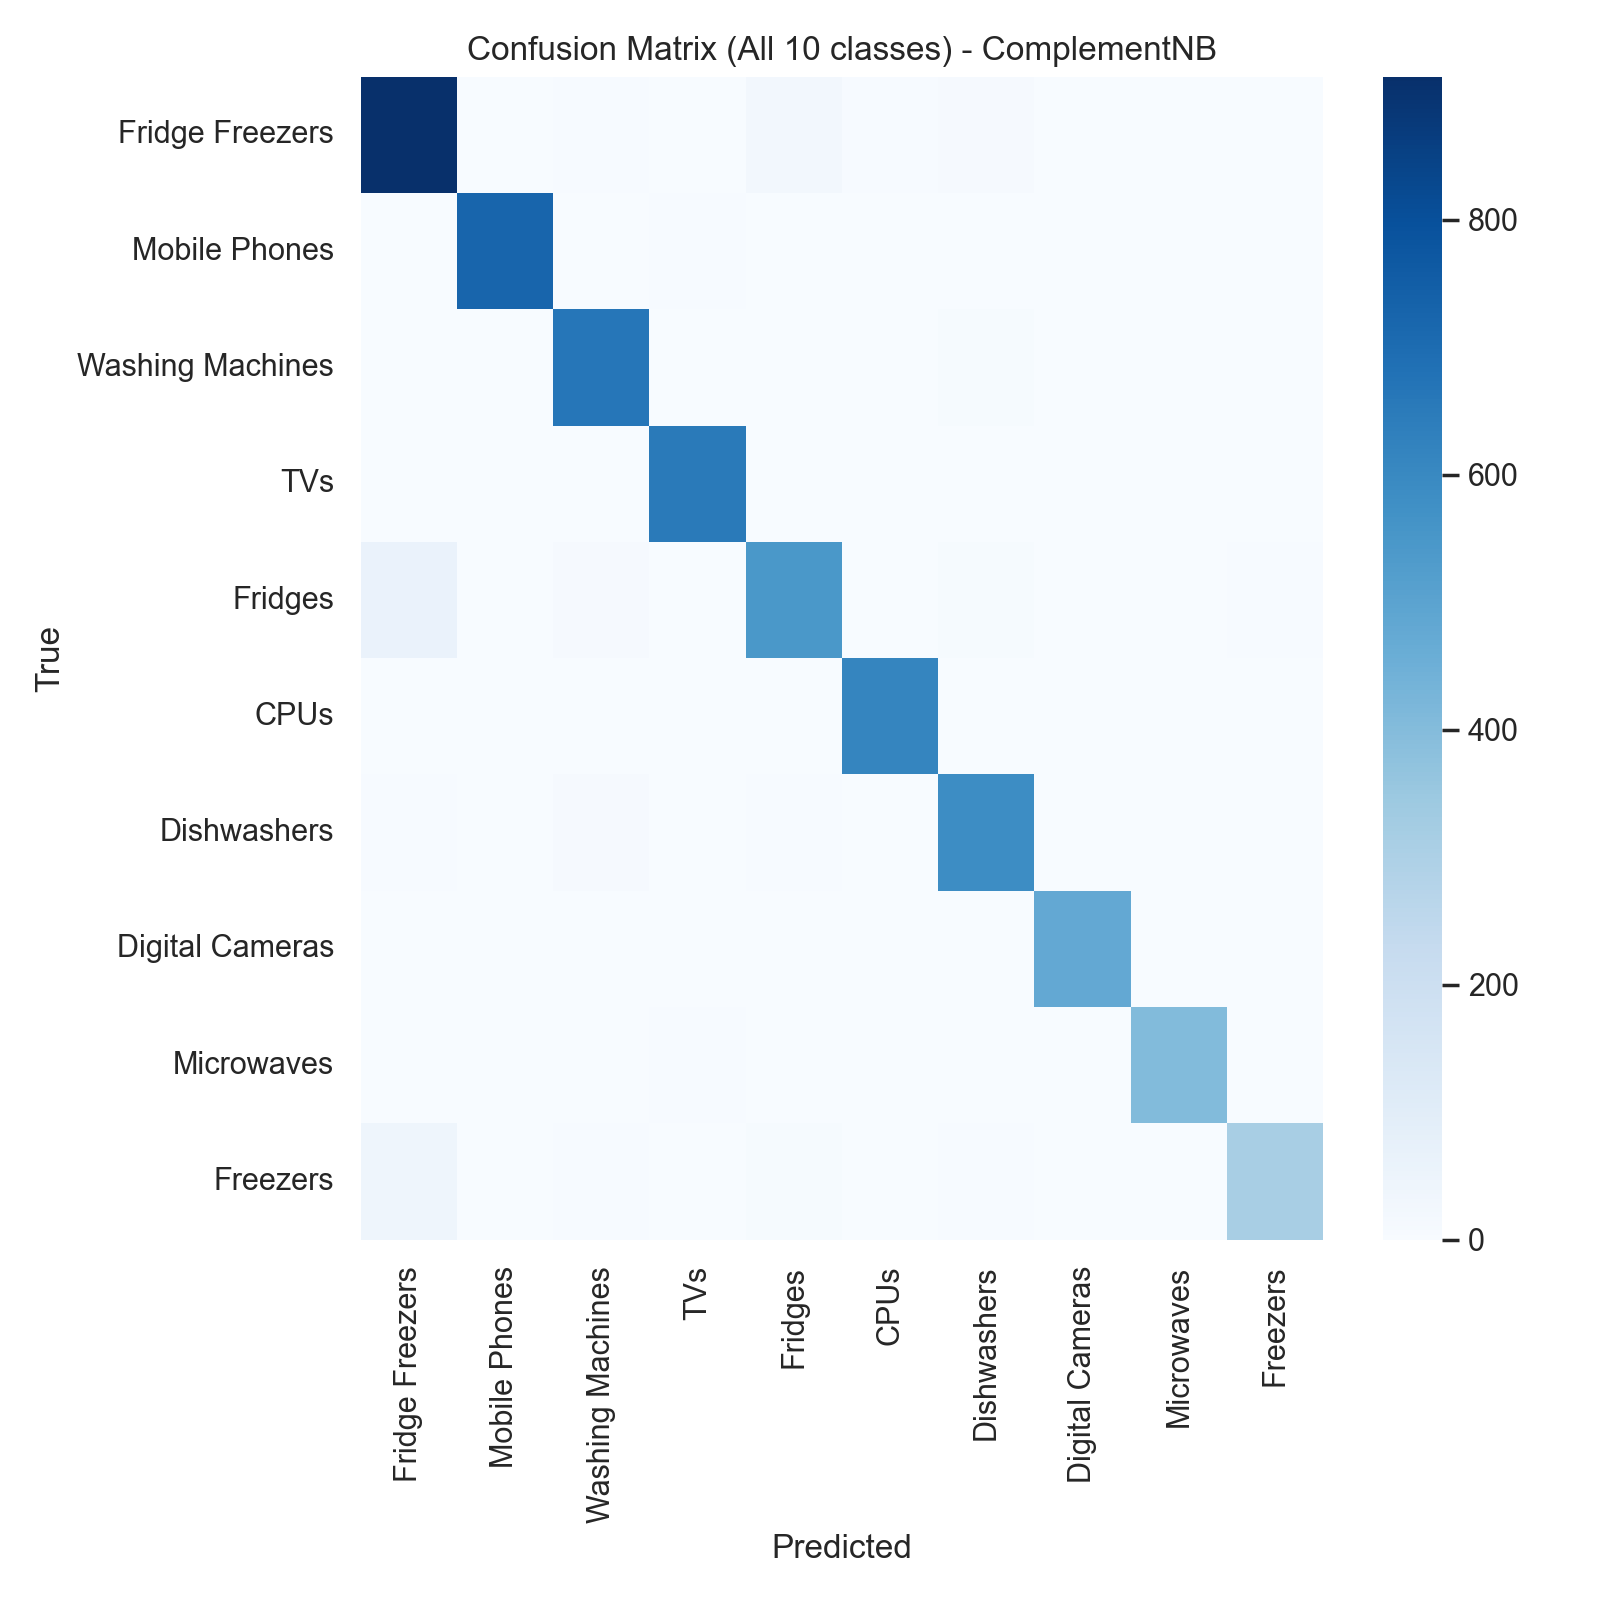 Confusion Matrix (All 10 classes) - ComplementNB
Fridge Freezers
Mobile Phones
Washing Machines
TVs
Fridges
CPUs
Dishwashers
Digital Cameras
Microwaves
Freezers
True
Fridge Freezers
Mobile Phones
Washing Machines
TVs
Fridges
CPUs
Dishwashers
Digital Cameras
Microwaves
Freezers
Predicted
800
600
400
200
0